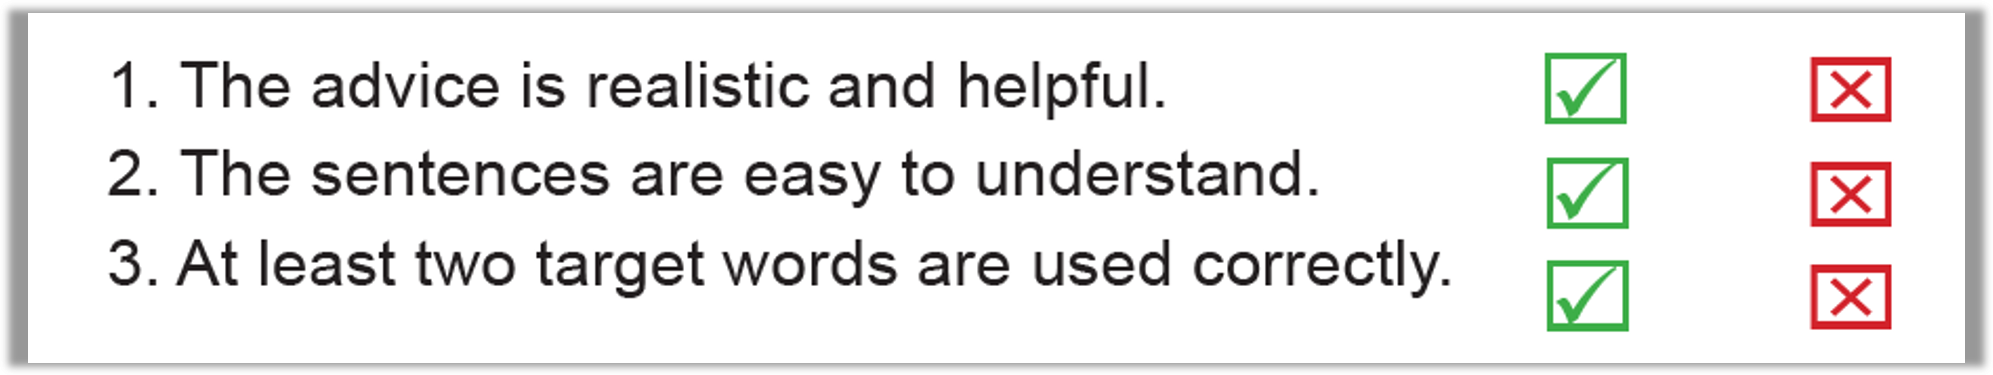 1. The advice is realistic and helpful.
2. The sentences are easy to understand.
3. At least two target words are used correctly.